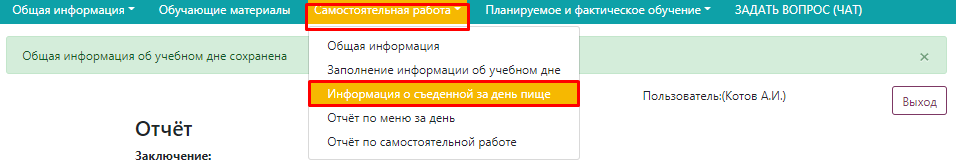 Общая информация Обучающие материалы Самостоятельная работа Планируемое и фактическое обучение ЗАДАТЬ ВОПРОС (ЧАТ)
Общая информация
Общая информация об учебном дне сохранена ×
Заполнение информации об учебном дне
Информация о съеденной за день пище
Пользователь:(Котов А.И.) Выход
Отчёт по меню за день
Отчёт по самостоятельной работе
Отчёт
Заключение: